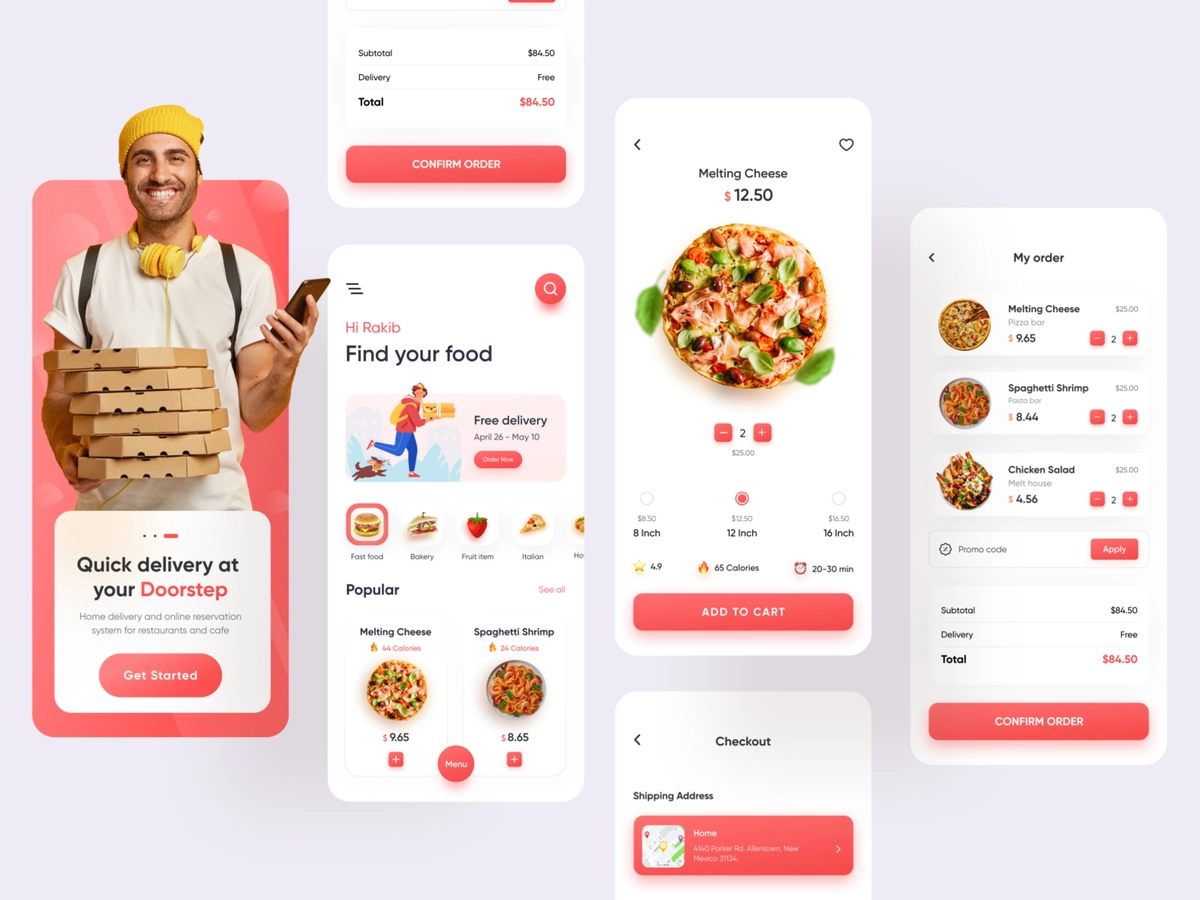 Quick delivery at
your Doorstep
Home delivery and online reservation
system for restaurants and cafe
Get Started
Subtotal $84.50
Delivery Free
Total $84.50
CONFIRM ORDER
Hi Rakib
Find your food
Free delivery
April 26 - May 10
Order Now
Fast food Bakery Fruit item Italian Ho
Popular See all
Melting Cheese
44 Calories
$ 9.65
Spaghetti Shrimp
24 Calories
$ 8.65
Menu
Melting Cheese
$ 12.50
2
$25.00
$8.50 $12.50 $16.50
8 Inch 12 Inch 16 Inch
4.9 65 Calories 20-30 min
ADD TO CART
Checkout
Shipping Address
Home
4140 Parker Rd. Allentown, New
Mexico 31134.
My order
Melting Cheese $25.00
Pizza bar
$ 9.65 2
Spaghetti Shrimp $25.00
Pasta bar
$ 8.44 2
Chicken Salad $25.00
Melt house
$ 4.56 2
Promo code Apply
Subtotal $84.50
Delivery Free
Total $84.50
CONFIRM ORDER